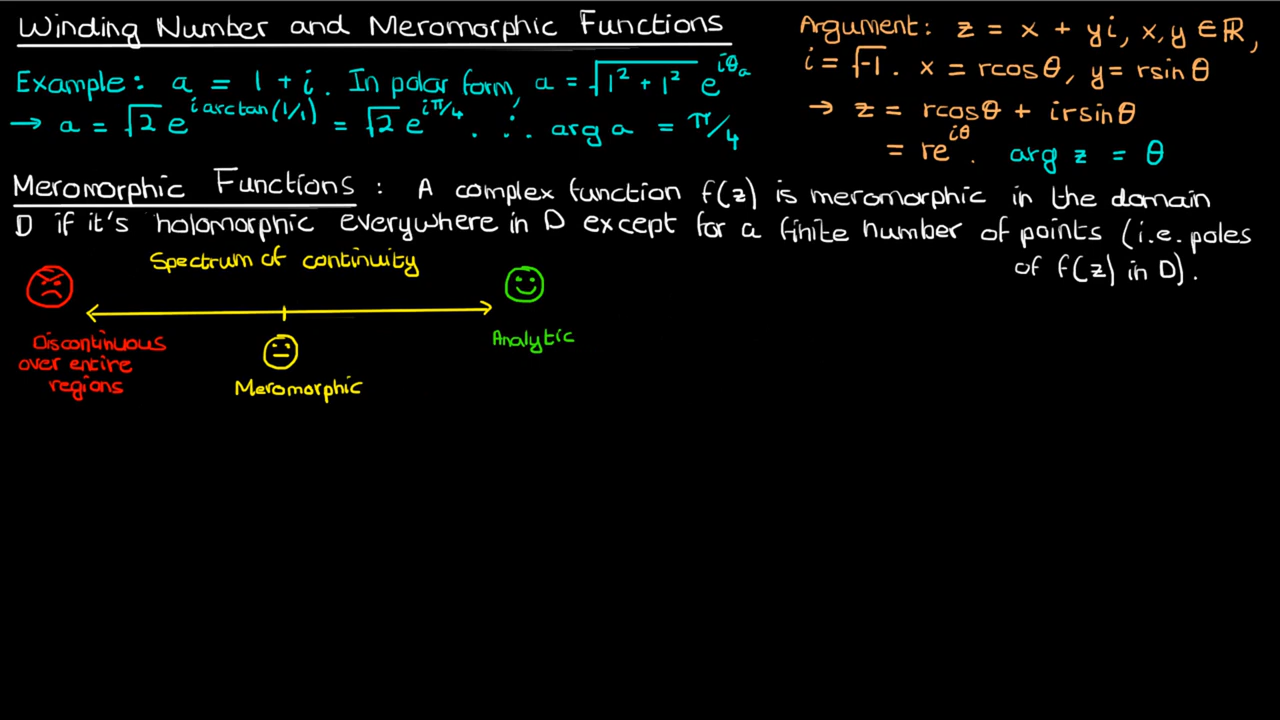 Winding Number and Meromorphic Functions
Argument: z = x + yi, x, y ∈ ℝ,
i = √-1. x = rcosθ, y = rsinθ
→ z = rcosθ + irsinθ
= re^{iθ}. arg z = θ
Example: a = 1 + i. In polar form, a = √(1² + 1²) e^{iθ_a}
→ a = √2 e^{i arctan(1/1)} = √2 e^{iπ/4}. ∴ arg a = π/4
Meromorphic Functions: A complex function f(z) is meromorphic in the domain
D if it's holomorphic everywhere in D except for a finite number of points (i.e. poles
of f(z) in D).
Spectrum of continuity
Discontinuous
over entire
regions
Meromorphic
Analytic